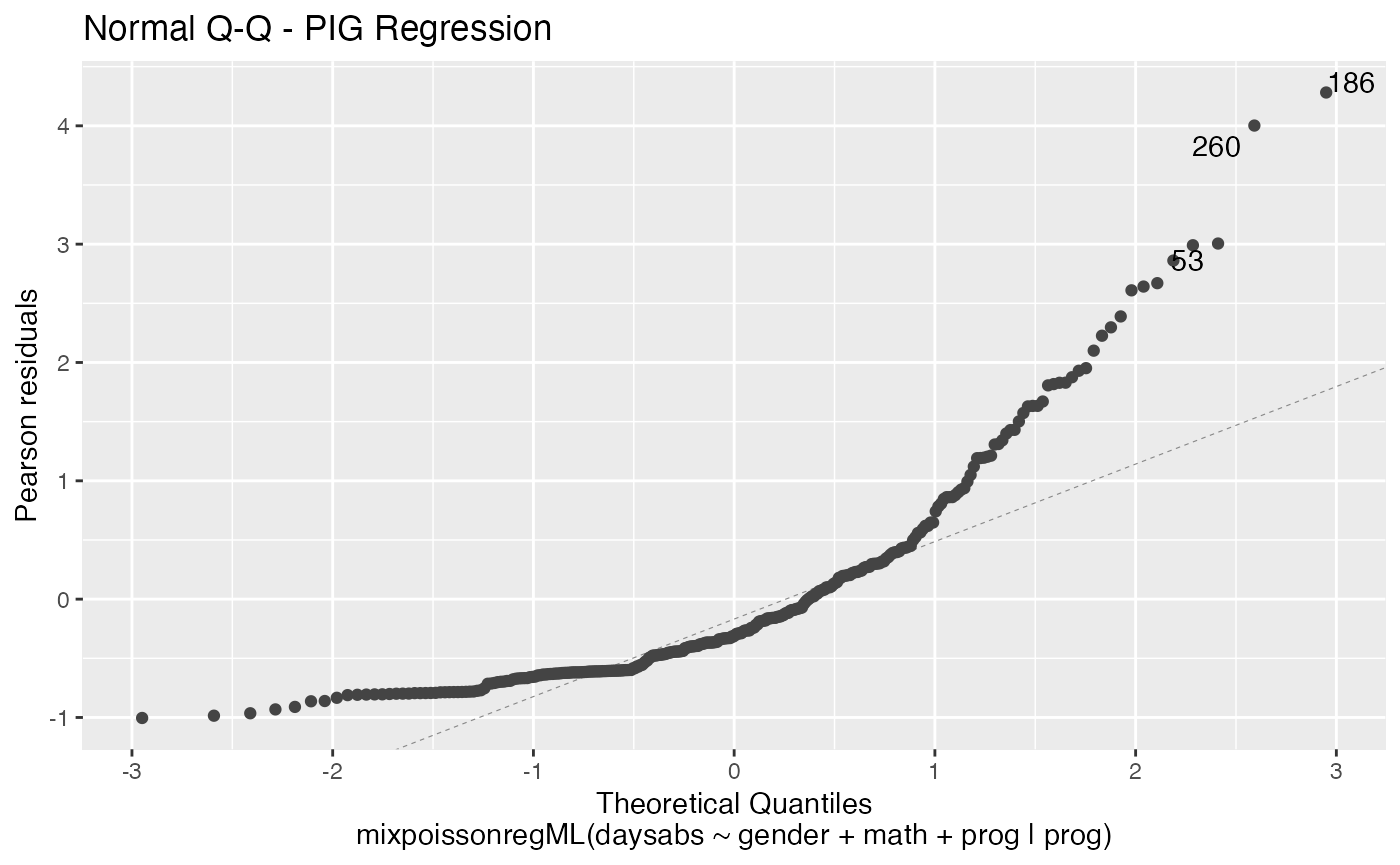 Normal Q-Q - PIG Regression
186
4
260
3
53
2
1
0
-1
Pearson residuals
-3 -2 -1 0 1 2 3
Theoretical Quantiles
mixpoissonregML(daysabs ~ gender + math + prog | prog)